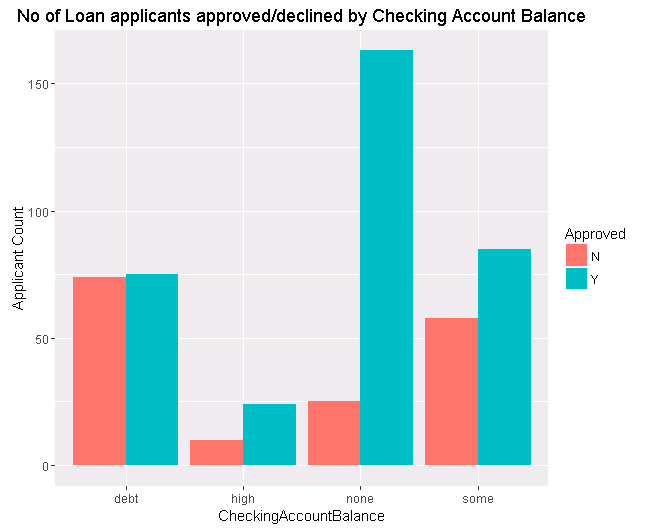 No of Loan applicants approved/declined by Checking Account Balance
150
100
50
0
Applicant Count
debt high none some
CheckingAccountBalance
Approved
N
Y